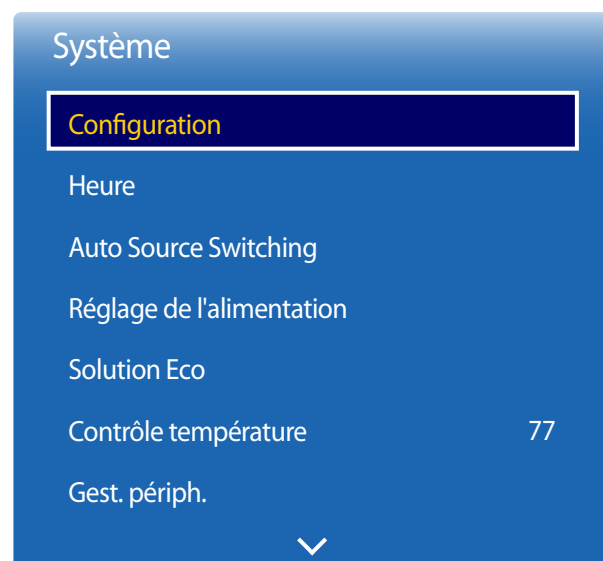 Système
Configuration
Heure
Auto Source Switching
Réglage de l'alimentation
Solution Eco
Contrôle température 77
Gest. périph.